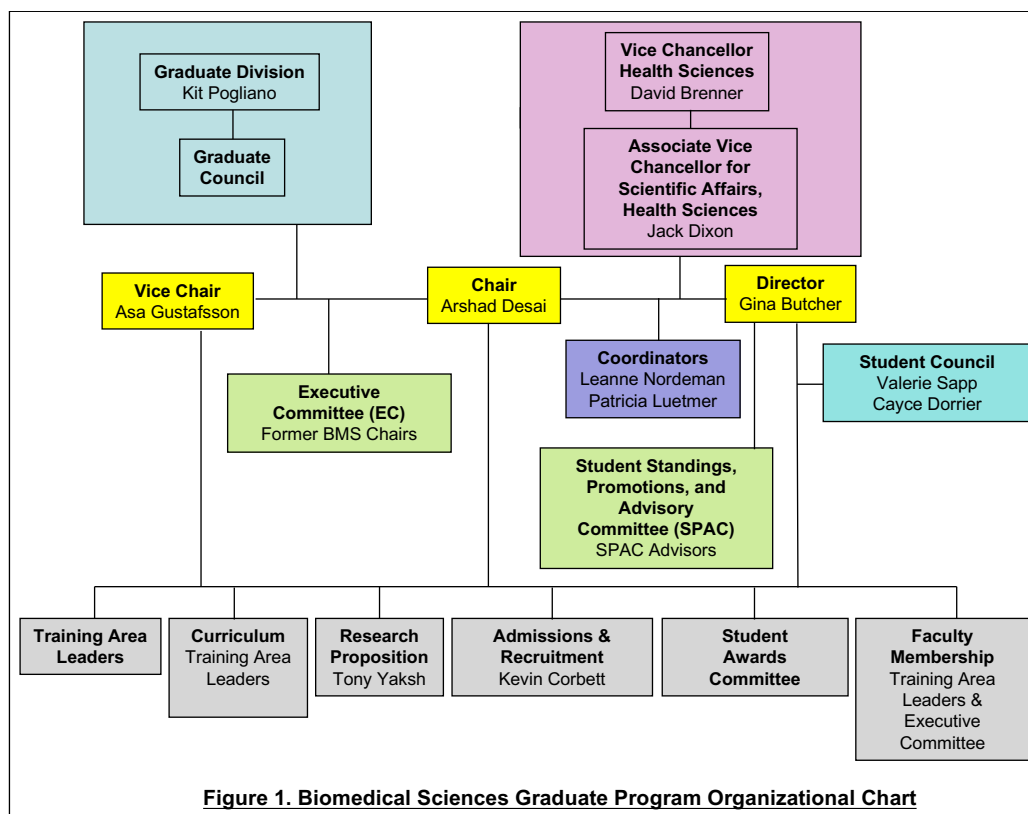 Graduate Division
Kit Pogliano
Graduate
Council
Vice Chancellor
Health Sciences
David Brenner
Associate Vice
Chancellor for
Scientific Affairs,
Health Sciences
Jack Dixon
Vice Chair
Asa Gustafsson
Chair
Arshad Desai
Director
Gina Butcher
Executive
Committee (EC)
Former BMS Chairs
Coordinators
Leanne Nordeman
Patricia Luetmer
Student Council
Valerie Sapp
Cayce Dorrier
Student Standings,
Promotions, and
Advisory
Committee (SPAC)
SPAC Advisors
Training Area
Leaders
Curriculum
Training Area
Leaders
Research
Proposition
Tony Yaksh
Admissions &
Recruitment
Kevin Corbett
Student
Awards
Committee
Faculty
Membership
Training Area
Leaders &
Executive
Committee
Figure 1. Biomedical Sciences Graduate Program Organizational Chart